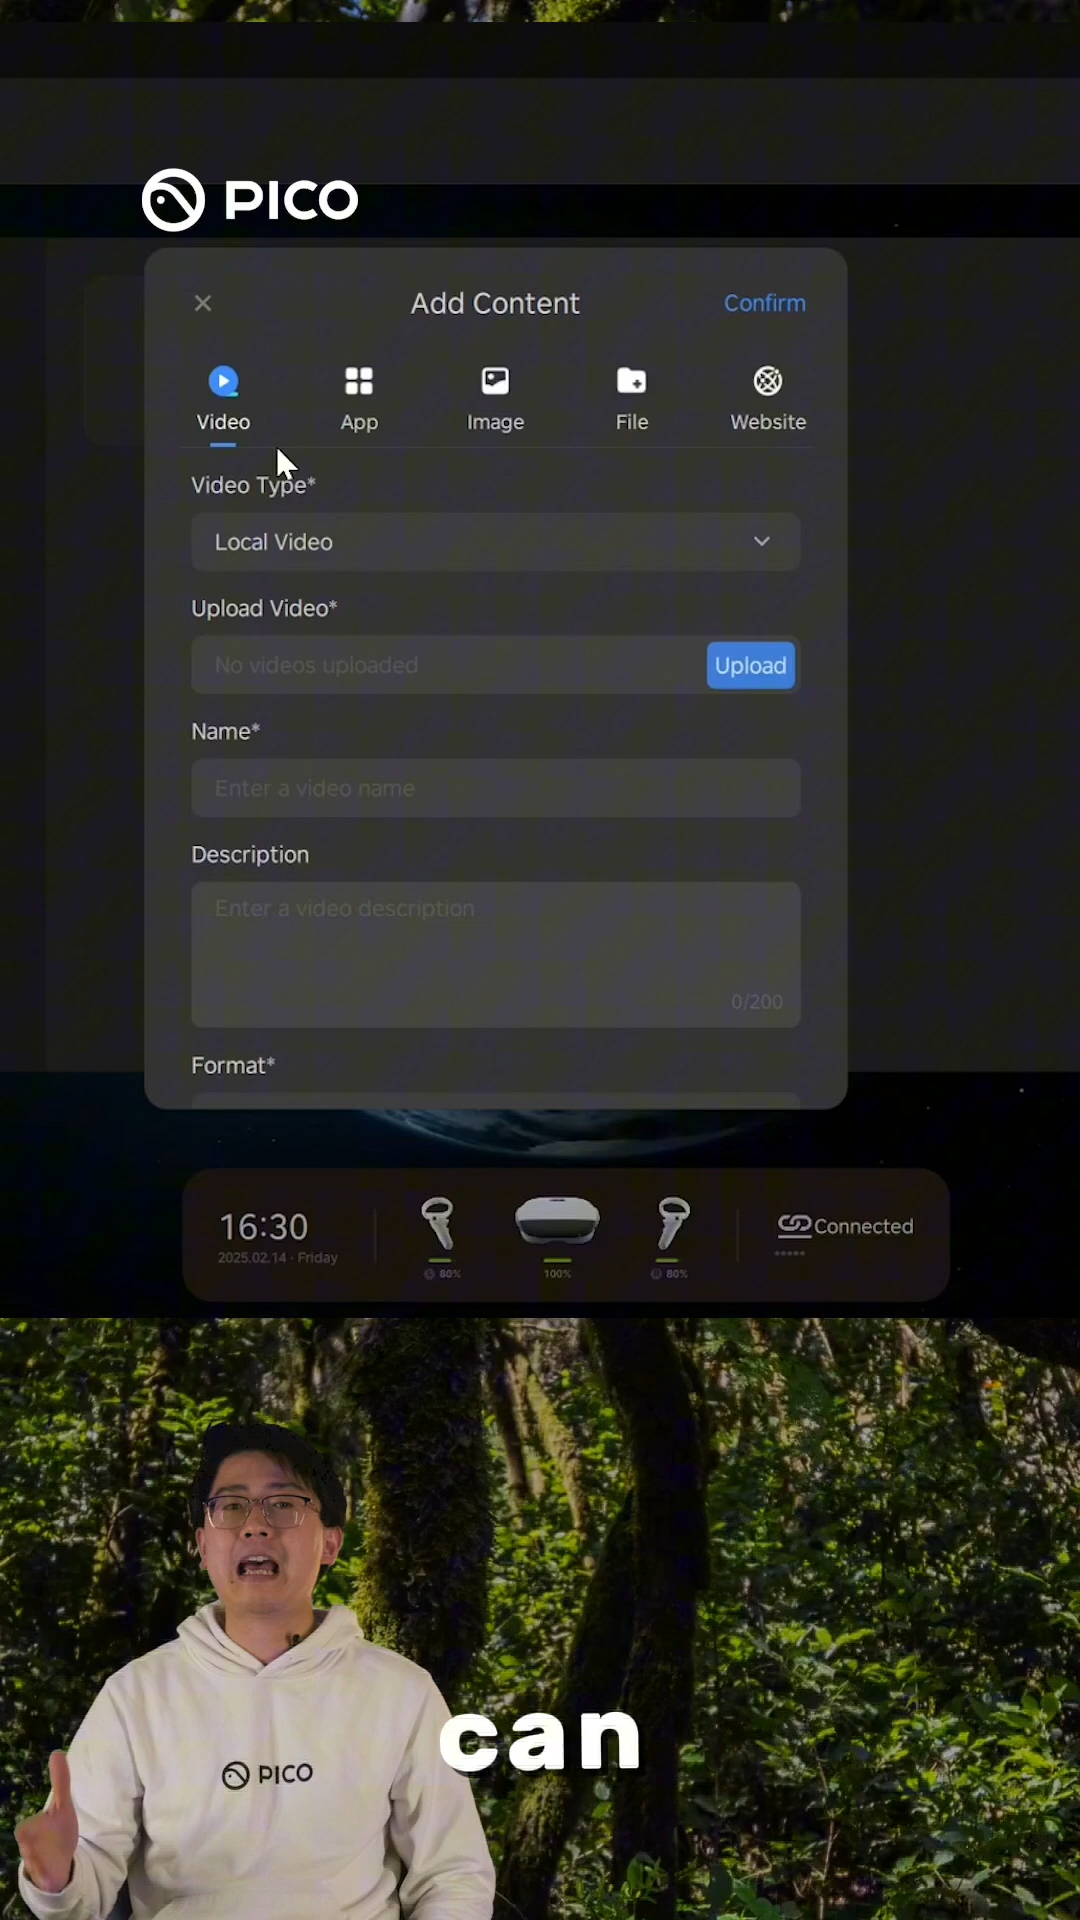 PICO
Add Content
Confirm
Video
App
Image
File
Website
Video Type*
Local Video
Upload Video*
No videos uploaded
Upload
Name*
Enter a video name
Description
Enter a video description
0/200
Format*
16:30
2025.02.14 · Friday
80%
100%
80%
Connected
can
PICO